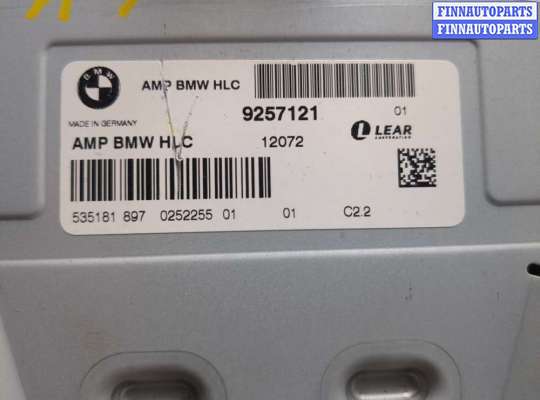 FINNAUTOPARTS
FINNAUTOPARTS
BMW
AMP BMW HLC
MADE IN GERMANY
9257121
01
AMP BMW HLC
12072
LEAR
CORPORATION
535181 897 0252255 01
01
C2.2